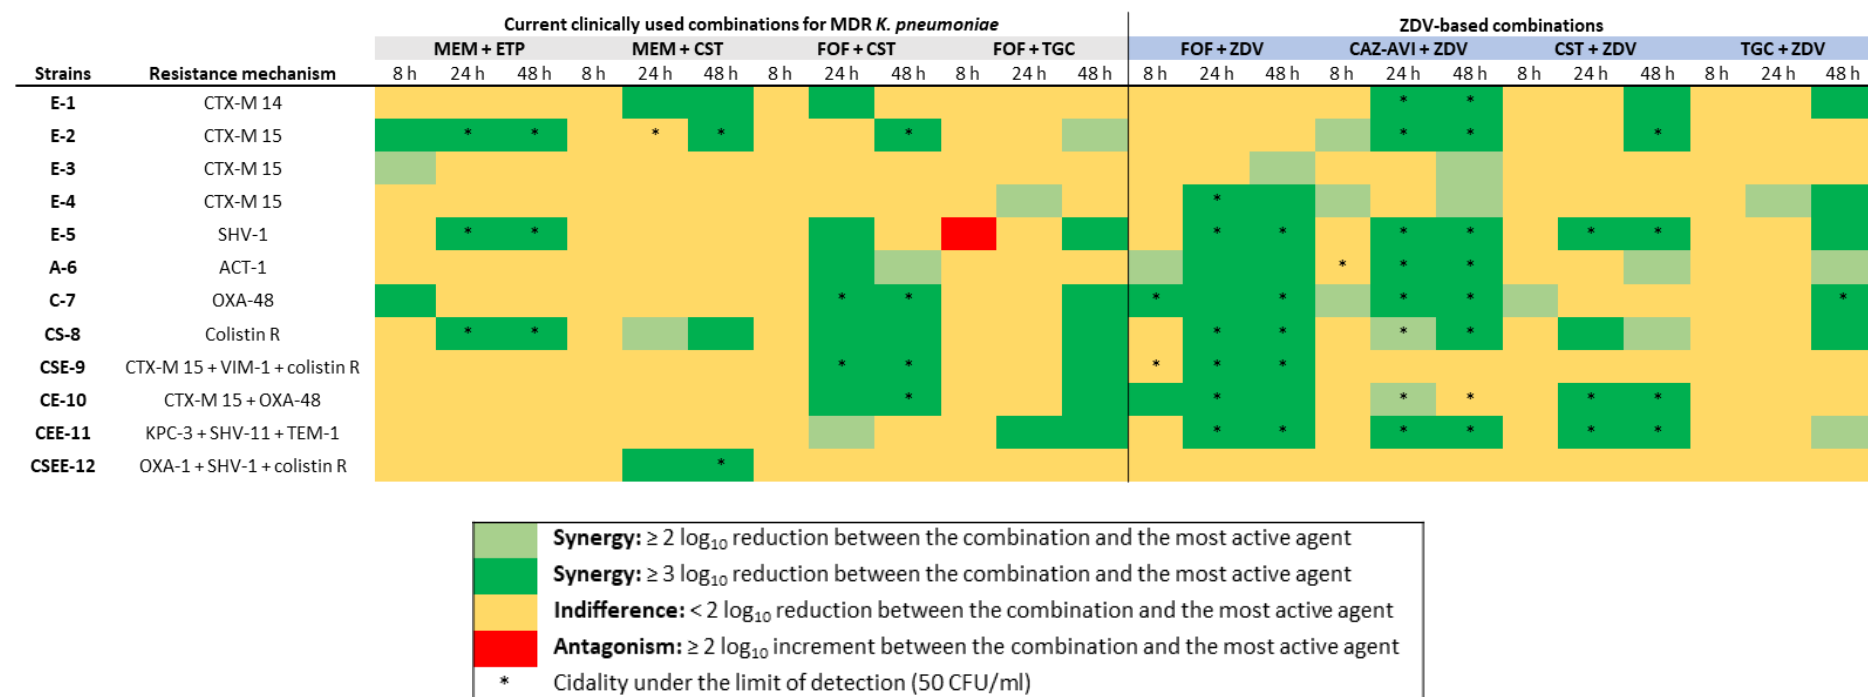 Current clinically used combinations for MDR K. pneumoniae ZDV-based combinations
MEM + ETP MEM + CST FOF + CST FOF + TGC FOF + ZDV CAZ-AVI + ZDV CST + ZDV TGC + ZDV
Strains Resistance mechanism 8 h 24 h 48 h 8 h 24 h 48 h 8 h 24 h 48 h 8 h 24 h 48 h 8 h 24 h 48 h 8 h 24 h 48 h 8 h 24 h 48 h 8 h 24 h 48 h
E-1 CTX-M 14 * *
E-2 CTX-M 15 * * * * * * * *
E-3 CTX-M 15
E-4 CTX-M 15 *
E-5 SHV-1 * * * * * * * *
A-6 ACT-1 * * *
C-7 OXA-48 * * * * * * *
CS-8 Colistin R * * * * * *
CSE-9 CTX-M 15 + VIM-1 + colistin R * * * * *
CE-10 CTX-M 15 + OXA-48 * * * * * *
CEE-11 KPC-3 + SHV-11 + TEM-1 * * * * * *
CSEE-12 OXA-1 + SHV-1 + colistin R *
Synergy: ≥ 2 log₁₀ reduction between the combination and the most active agent
Synergy: ≥ 3 log₁₀ reduction between the combination and the most active agent
Indifference: < 2 log₁₀ reduction between the combination and the most active agent
Antagonism: ≥ 2 log₁₀ increment between the combination and the most active agent
* Cidality under the limit of detection (50 CFU/ml)